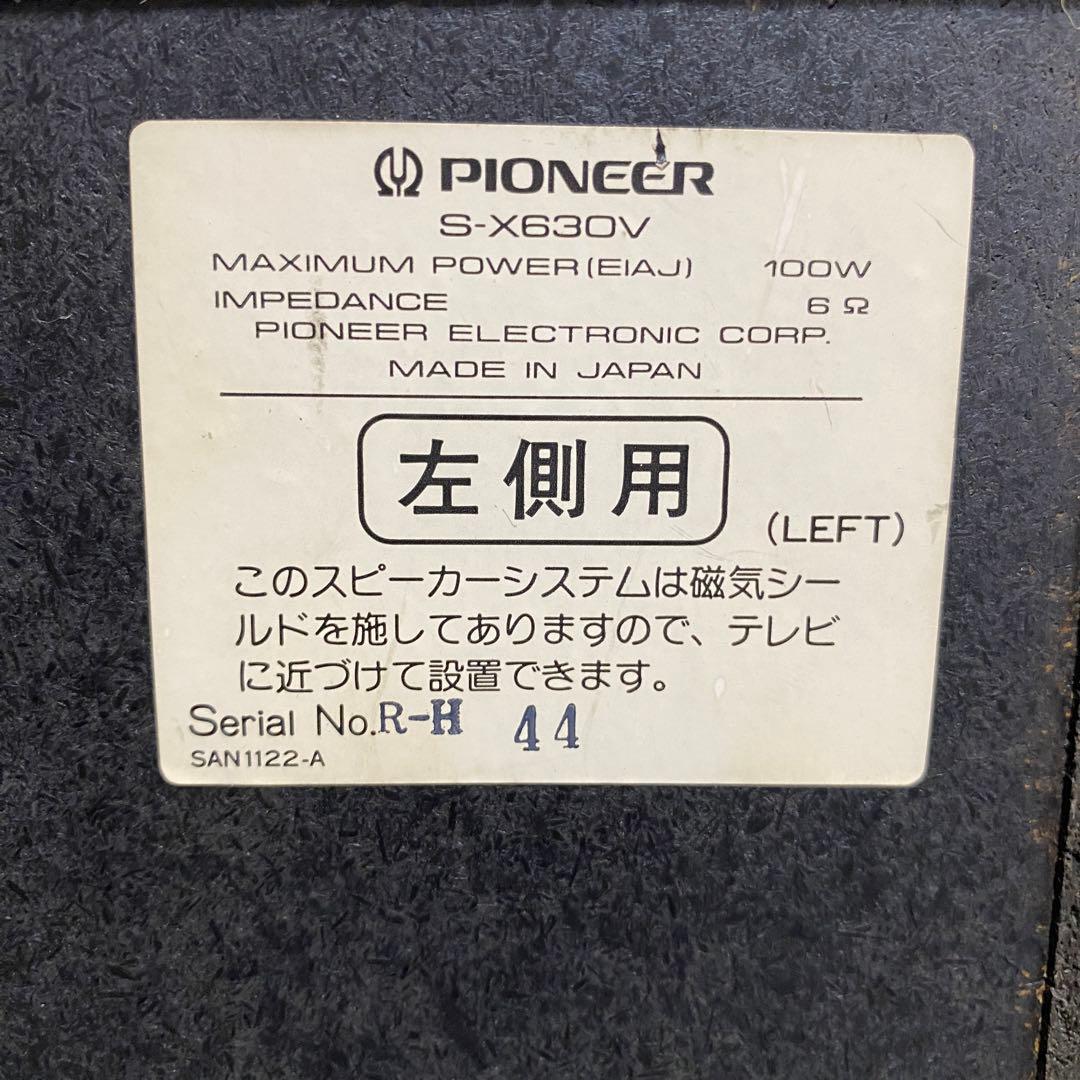 PIONEER
S-X630V
MAXIMUM POWER(EIAJ) 100W
IMPEDANCE 6 Ω
PIONEER ELECTRONIC CORP.
MADE IN JAPAN
左側用
(LEFT)
このスピーカーシステムは磁気シー
ルドを施してありますので、テレビ
に近づけて設置できます。
Serial No.R-H 44
SAN1122-A